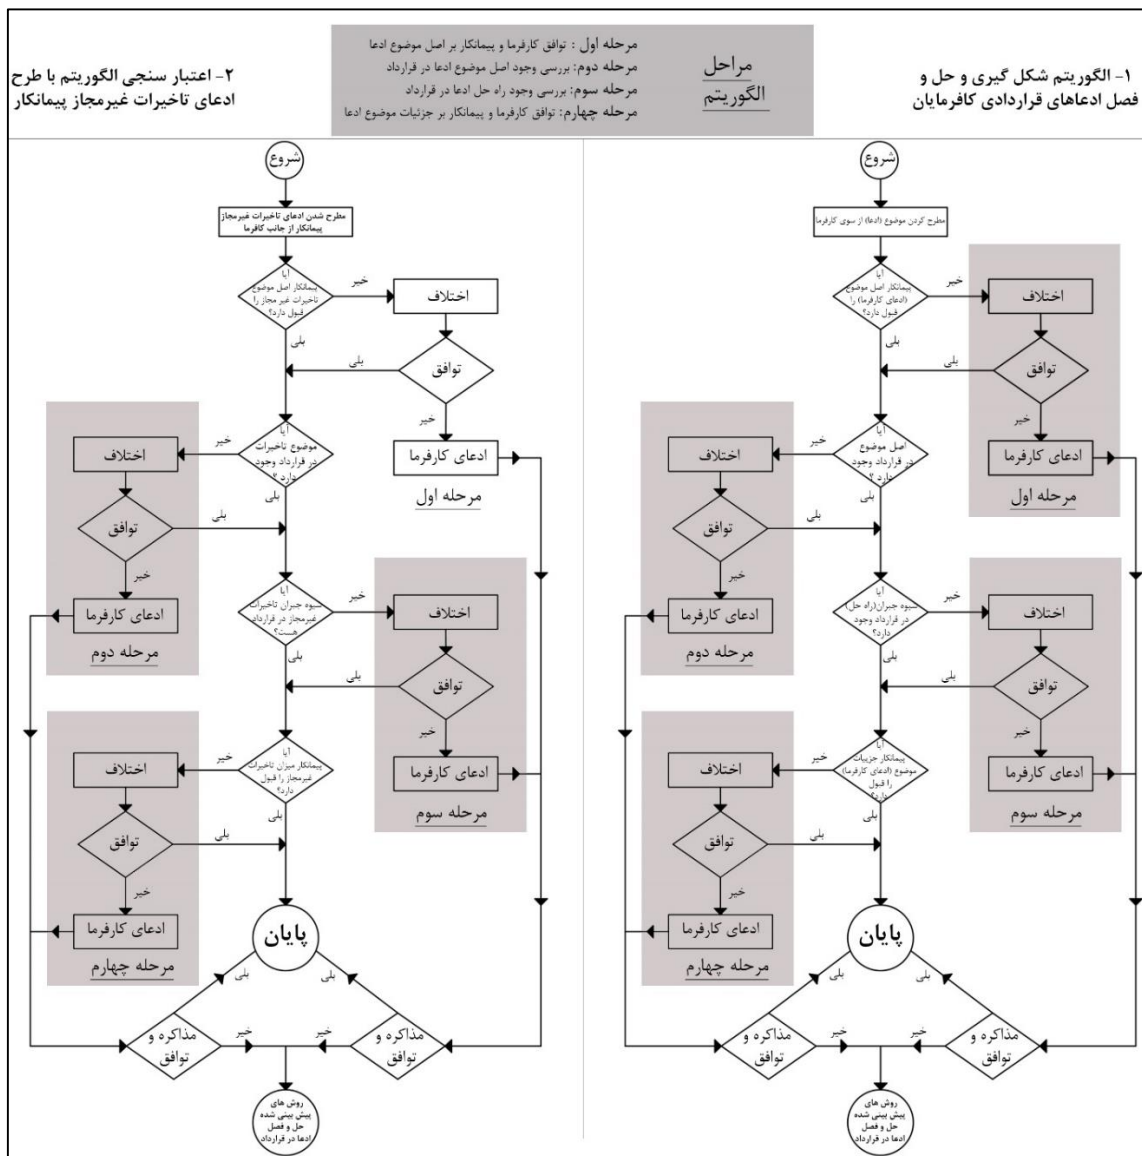 ۱- الگوریتم شکل گیری و حل و
فصل ادعاهای قراردادی کافرمایان
مراحل
الگوریتم
مرحله اول : توافق کارفرما و پیمانکار بر اصل موضوع ادعا
مرحله دوم: بررسی وجود اصل موضوع ادعا در قرارداد
مرحله سوم: بررسی وجود راه حل ادعا در قرارداد
مرحله چهارم: توافق کارفرما و پیمانکار بر جزئیات موضوع ادعا
۲- اعتبار سنجی الگوریتم با طرح
ادعای تاخیرات غیرمجاز پیمانکار
شروع
مطرح کردن موضوع (ادعا) از سوی کارفرما
آیا
پیمانکار اصل موضوع
(ادعای کارفرما) را
قبول دارد؟
خیر
اختلاف
بلی
توافق
بلی
خیر
ادعای کارفرما
مرحله اول
آیا
اصل موضوع
در قرارداد وجود
دارد ؟
خیر
اختلاف
بلی
توافق
بلی
خیر
ادعای کارفرما
مرحله دوم
آیا
شیوه جبران(راه حل)
در قرارداد وجود
دارد؟
خیر
اختلاف
بلی
توافق
بلی
خیر
ادعای کارفرما
مرحله سوم
آیا
پیمانکار جزییات
موضوع (ادعای کارفرما)
را قبول
دارد؟
خیر
اختلاف
بلی
توافق
بلی
خیر
ادعای کارفرما
مرحله چهارم
پایان
بلی
بلی
مذاکره و
توافق
خیر
خیر
مذاکره و
توافق
روش های
پیش بینی شده
حل و فصل
ادعا در قرارداد
شروع
مطرح شدن ادعای تاخیرات غیرمجاز
پیمانکار از جانب کافرما
آیا
پیمانکار اصل موضوع
تاخیرات غیر مجاز را
قبول دارد؟
خیر
اختلاف
بلی
توافق
بلی
خیر
ادعای کارفرما
مرحله اول
آیا
موضوع تاخیرات
در قرارداد وجود
دارد ؟
خیر
اختلاف
بلی
توافق
بلی
خیر
ادعای کارفرما
مرحله دوم
آیا
شیوه جبران تاخیرات
غیرمجاز در قرارداد
هست؟
خیر
اختلاف
بلی
توافق
بلی
خیر
ادعای کارفرما
مرحله سوم
آیا
پیمانکار میزان تاخیرات
غیرمجاز را قبول
دارد؟
خیر
اختلاف
بلی
توافق
بلی
خیر
ادعای کارفرما
مرحله چهارم
پایان
بلی
بلی
مذاکره و
توافق
خیر
خیر
مذاکره و
توافق
روش های
پیش بینی شده
حل و فصل
ادعا در قرارداد